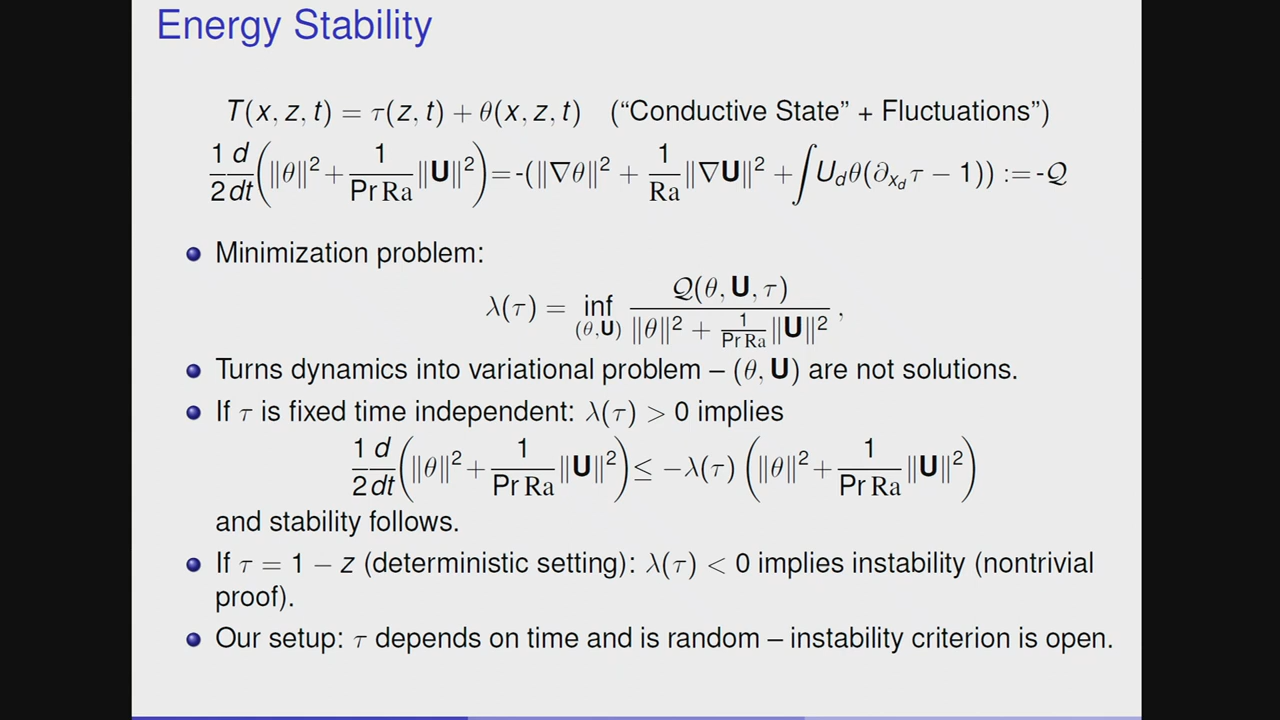 Energy Stability
T(x, z, t) = τ(z, t) + θ(x, z, t) (“Conductive State” + Fluctuations”)
1/2 d/dt (‖θ‖² + 1/(Pr Ra) ‖U‖²) = -(‖∇θ‖² + 1/Ra ‖∇U‖² + ∫ U_d θ(∂_{x_d} τ − 1)) := -𝒬
Minimization problem:
λ(τ) = inf_{(θ,U)} 𝒬(θ, U, τ) / (‖θ‖² + 1/(Pr Ra) ‖U‖²) ,
Turns dynamics into variational problem – (θ, U) are not solutions.
If τ is fixed time independent: λ(τ) > 0 implies
1/2 d/dt (‖θ‖² + 1/(Pr Ra) ‖U‖²) ≤ −λ(τ) (‖θ‖² + 1/(Pr Ra) ‖U‖²)
and stability follows.
If τ = 1 − z (deterministic setting): λ(τ) < 0 implies instability (nontrivial
proof).
Our setup: τ depends on time and is random – instability criterion is open.